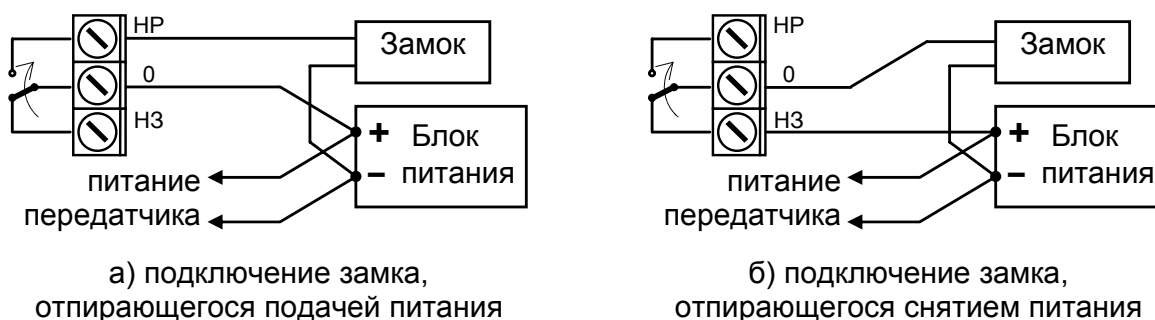 НР
Замок
0
НЗ
+ Блок
− питания
питание
передатчика
а) подключение замка,
отпирающегося подачей питания
НР
Замок
0
НЗ
+ Блок
− питания
питание
передатчика
б) подключение замка,
отпирающегося снятием питания